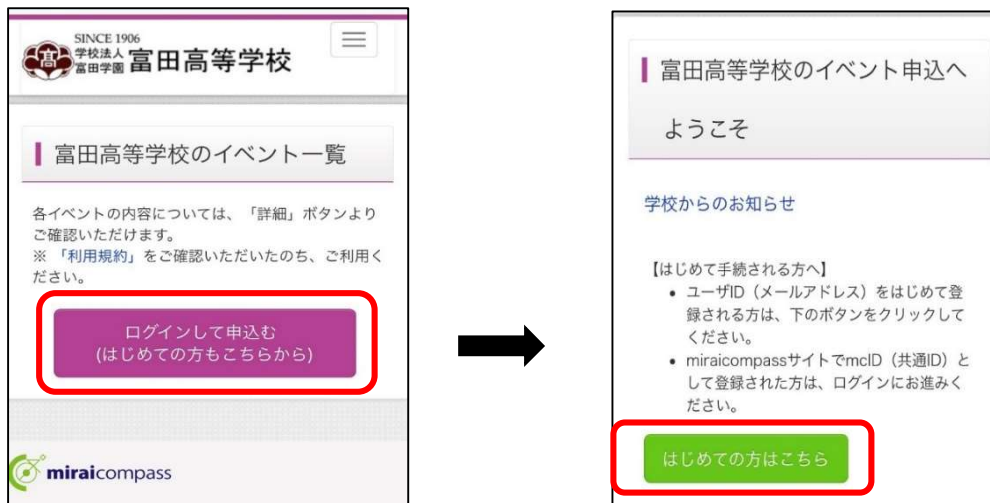 SINCE 1906
学校法人
富田学園
富田高等学校
富田高等学校のイベント一覧
各イベントの内容については、「詳細」ボタンより
ご確認いただけます。
※ 「利用規約」をご確認いただいたのち、ご利用く
ださい。
ログインして申込む
(はじめての方もこちらから)
miraicompass
富田高等学校のイベント申込へ
ようこそ
学校からのお知らせ
【はじめて手続される方へ】
• ユーザID（メールアドレス）をはじめて登
録される方は、下のボタンをクリックして
ください。
• miraicompassサイトでmcID（共通ID）と
して登録された方は、ログインにお進みく
ださい。
はじめての方はこちら